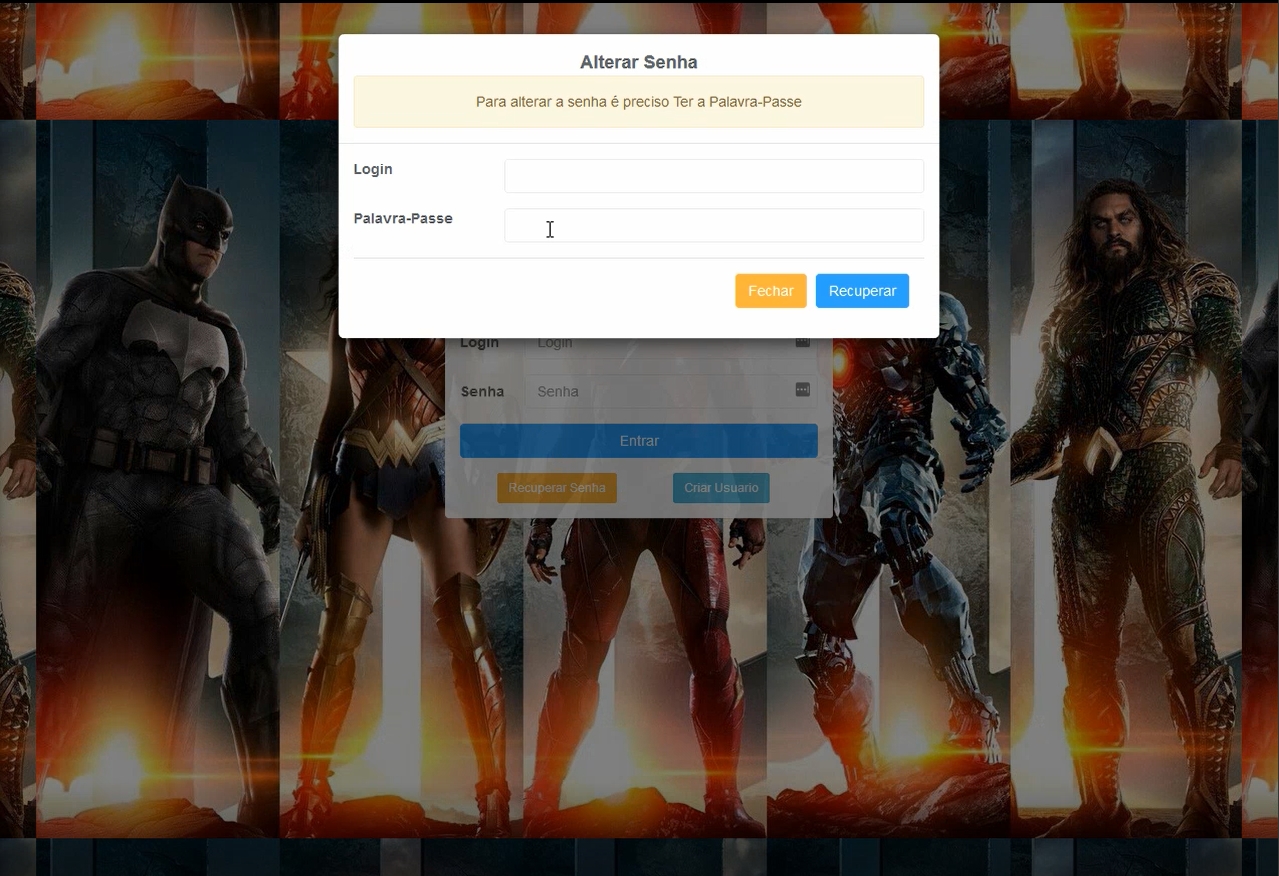 Alterar Senha
Para alterar a senha é preciso Ter a Palavra-Passe
Login
Palavra-Passe
Fechar
Recuperar
Login
Login
Senha
Senha
Entrar
Recuperar Senha
Criar Usuario